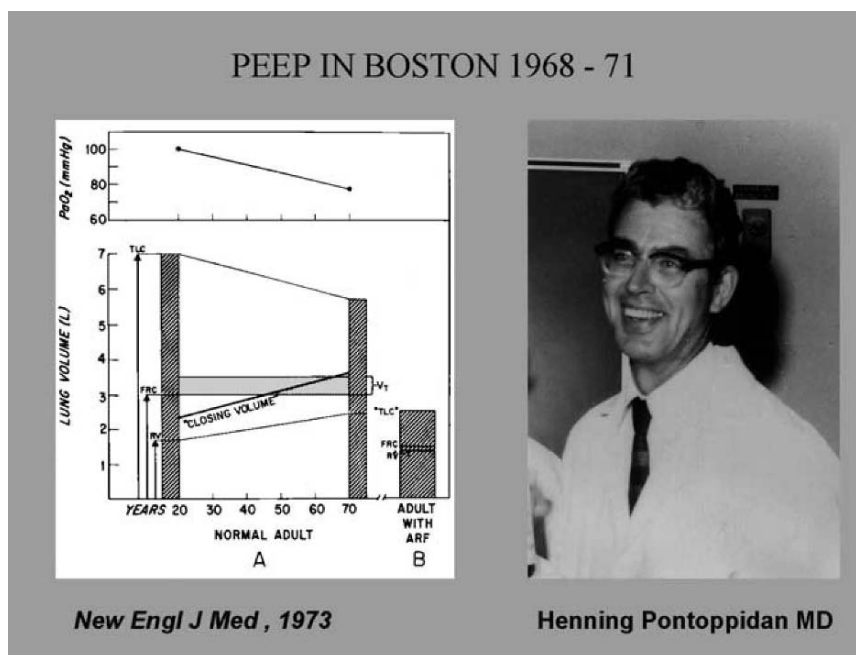 PEEP IN BOSTON 1968 - 71
PaO₂ (mmHg)
100
80
60
LUNG VOLUME (L)
7
6
5
4
3
2
1
TLC
FRC
RV
"CLOSING VOLUME"
VT
"TLC"
FRC
RV
YEARS 20 30 40 50 60 70
NORMAL ADULT
A
ADULT
WITH
ARF
B
New Engl J Med , 1973
Henning Pontoppidan MD